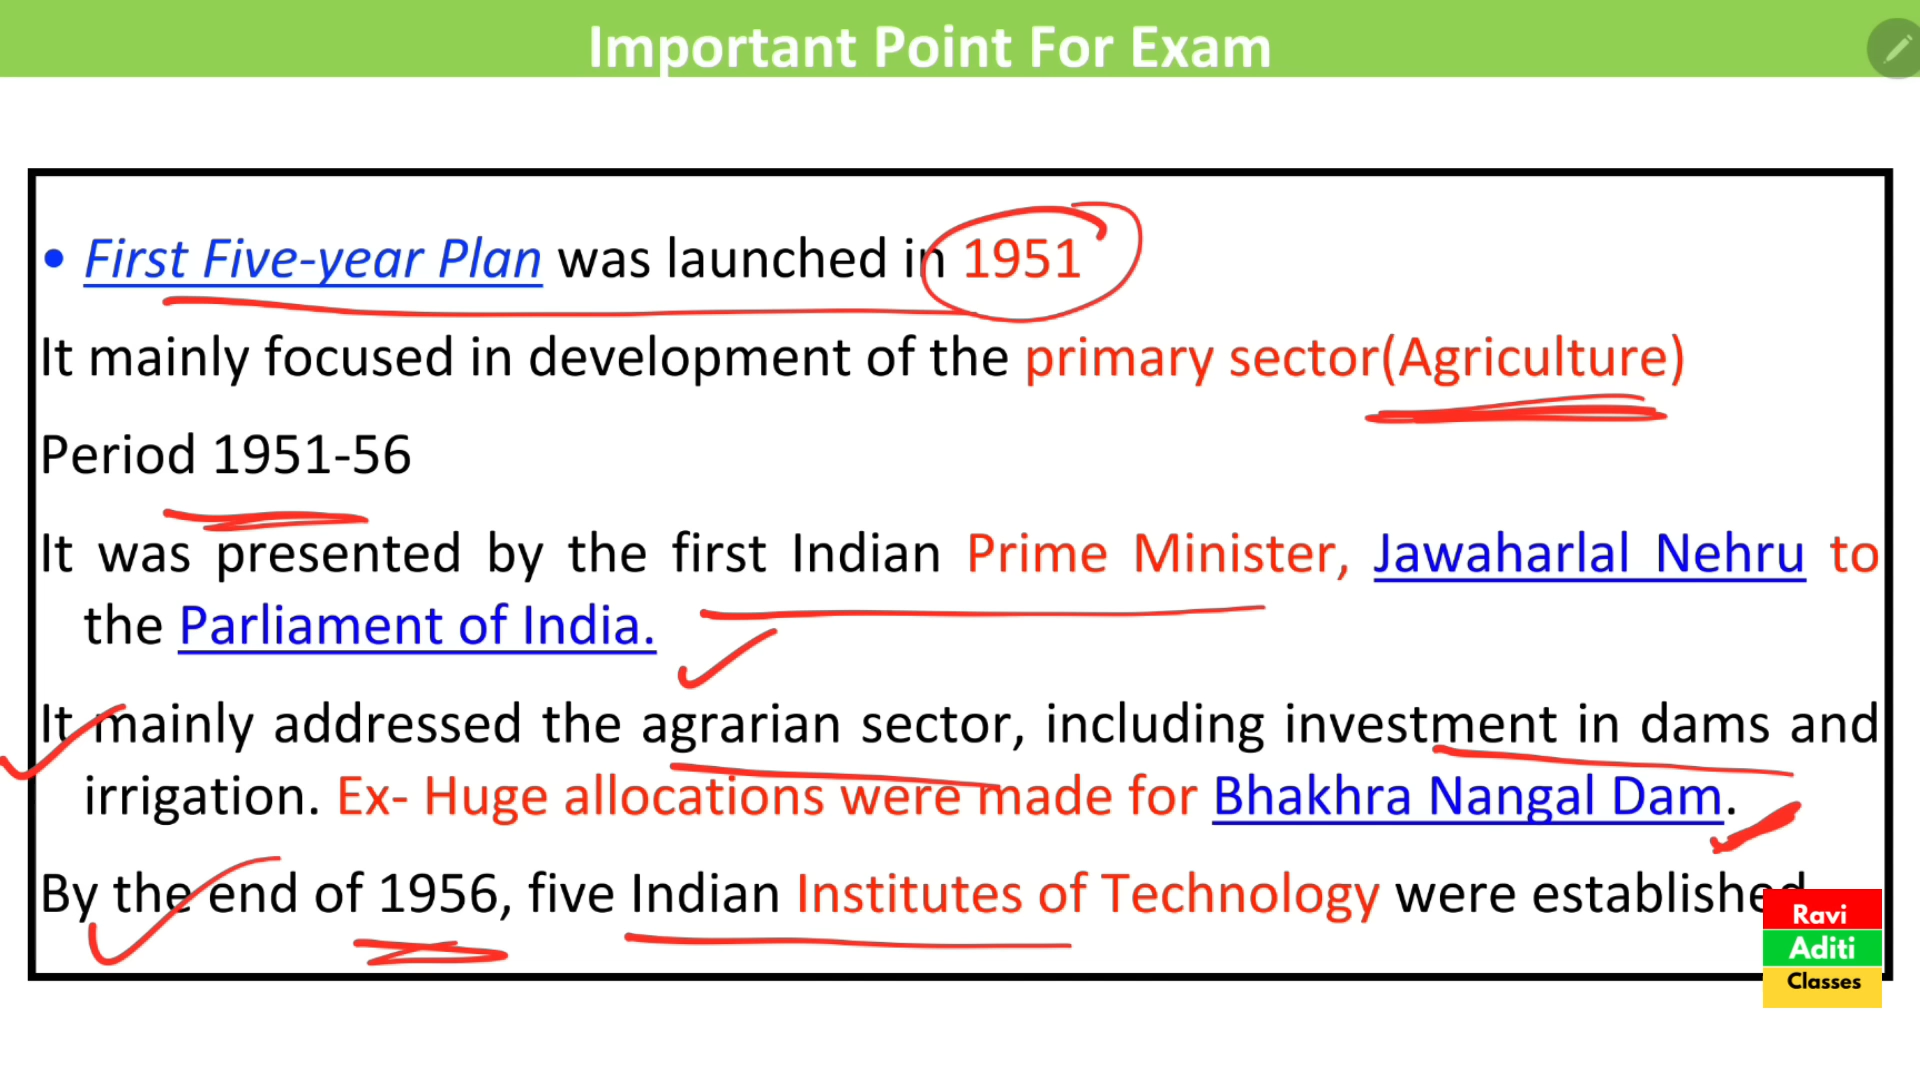 Important Point For Exam
• First Five-year Plan was launched in 1951
It mainly focused in development of the primary sector(Agriculture)
Period 1951-56
It was presented by the first Indian Prime Minister, Jawaharlal Nehru to
the Parliament of India.
It mainly addressed the agrarian sector, including investment in dams and
irrigation. Ex- Huge allocations were made for Bhakhra Nangal Dam.
By the end of 1956, five Indian Institutes of Technology were established
Ravi
Aditi
Classes